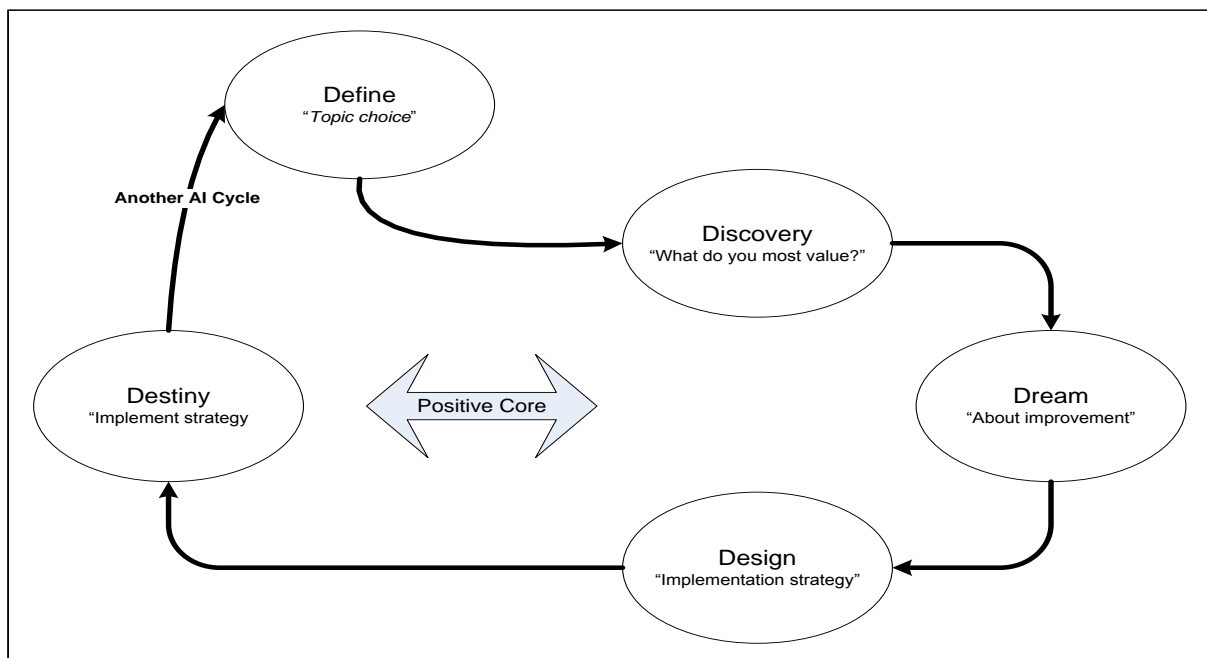 Define
“Topic choice”
Another AI Cycle
Discovery
“What do you most value?”
Destiny
“Implement strategy
Positive Core
Dream
“About improvement”
Design
“Implementation strategy”